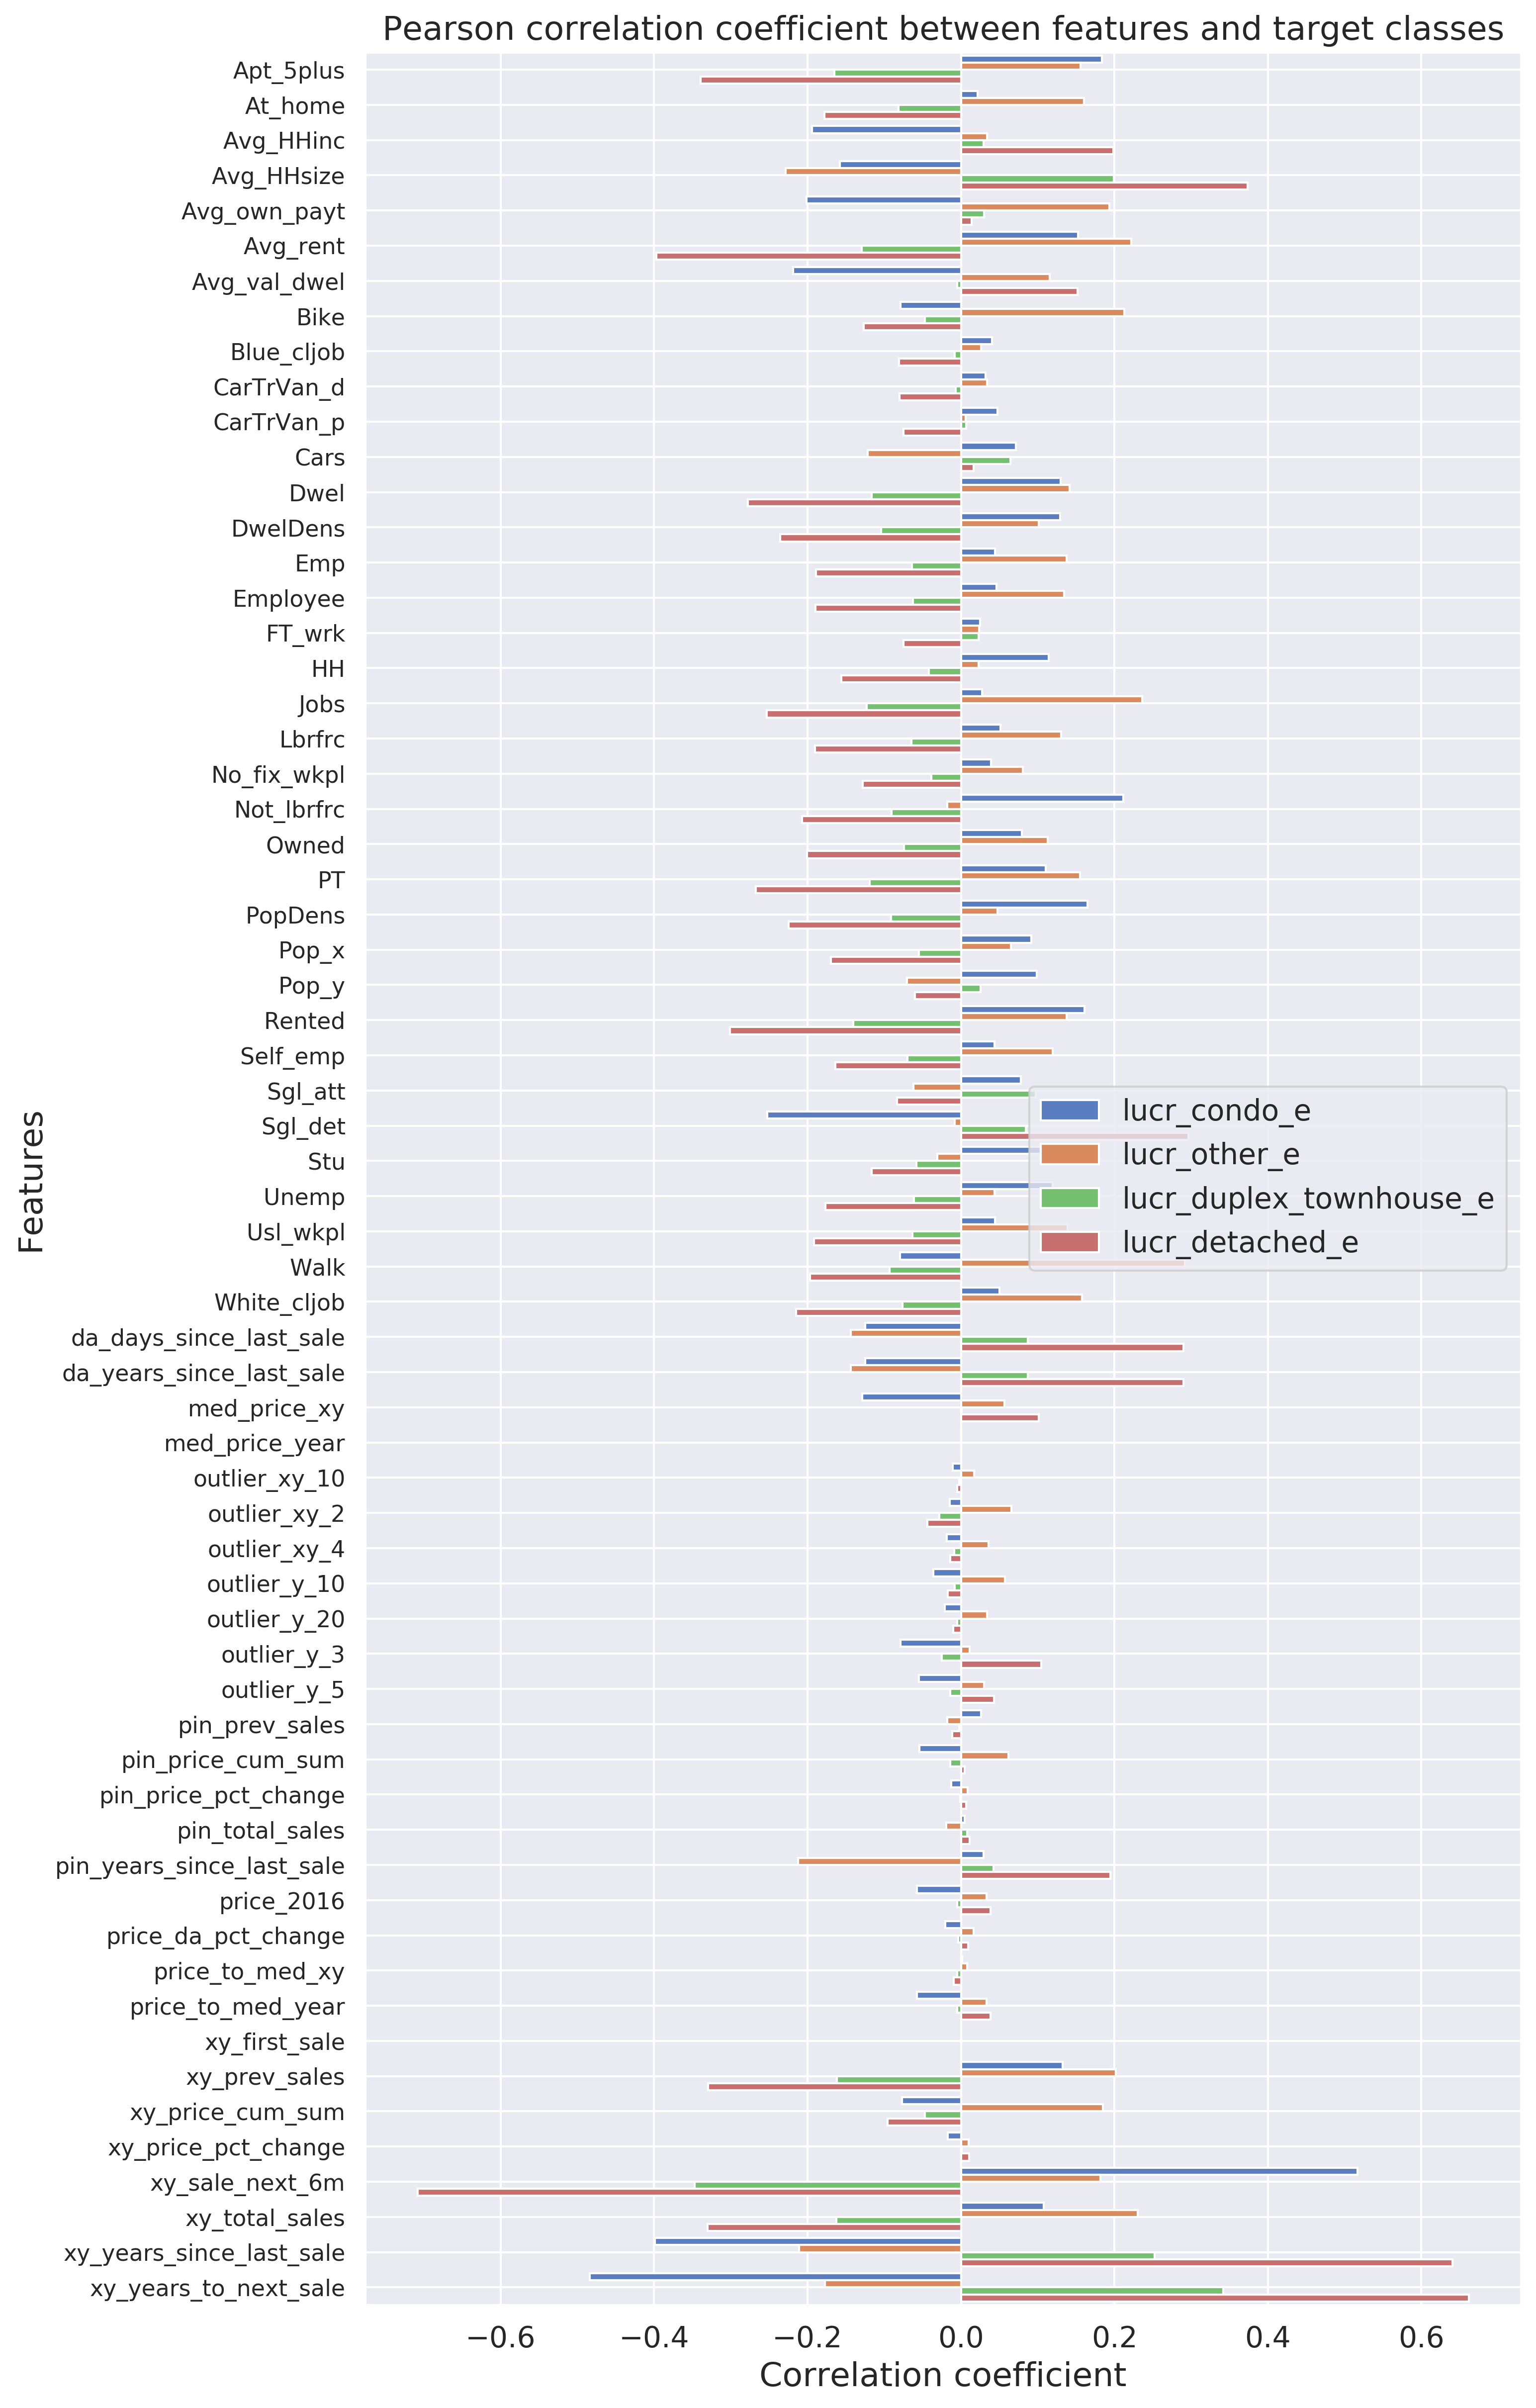 Pearson correlation coefficient between features and target classes
Apt_5plus
At_home
Avg_HHinc
Avg_HHsize
Avg_own_payt
Avg_rent
Avg_val_dwel
Bike
Blue_cljob
CarTrVan_d
CarTrVan_p
Cars
Dwel
DwelDens
Emp
Employee
FT_wrk
HH
Jobs
Lbrfrc
No_fix_wkpl
Not_lbrfrc
Owned
PT
PopDens
Pop_x
Pop_y
Rented
Self_emp
Sgl_att
Sgl_det
Stu
Unemp
Usl_wkpl
Walk
White_cljob
da_days_since_last_sale
da_years_since_last_sale
med_price_xy
med_price_year
outlier_xy_10
outlier_xy_2
outlier_xy_4
outlier_y_10
outlier_y_20
outlier_y_3
outlier_y_5
pin_prev_sales
pin_price_cum_sum
pin_price_pct_change
pin_total_sales
pin_years_since_last_sale
price_2016
price_da_pct_change
price_to_med_xy
price_to_med_year
xy_first_sale
xy_prev_sales
xy_price_cum_sum
xy_price_pct_change
xy_sale_next_6m
xy_total_sales
xy_years_since_last_sale
xy_years_to_next_sale
Features
lucr_condo_e
lucr_other_e
lucr_duplex_townhouse_e
lucr_detached_e
−0.6 −0.4 −0.2 0.0 0.2 0.4 0.6
Correlation coefficient